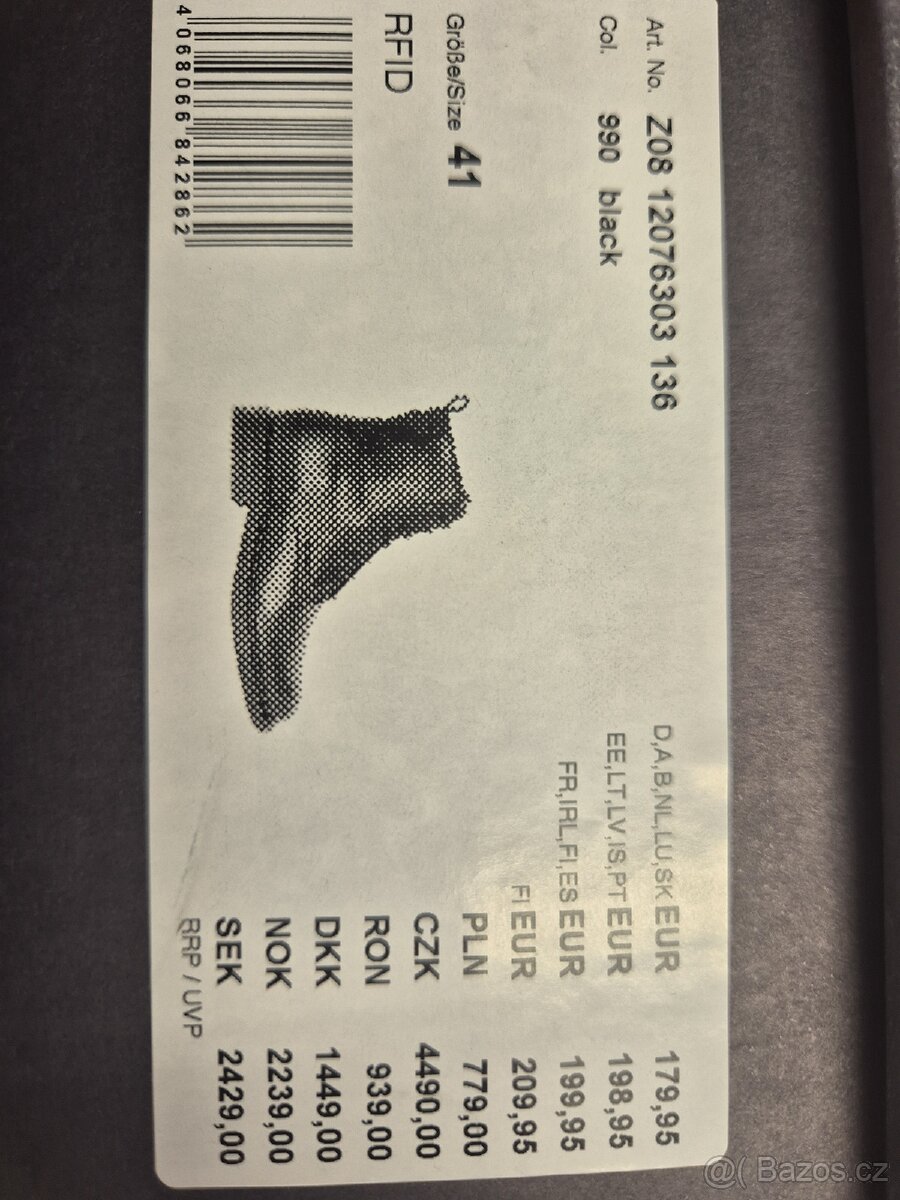 Art. No. Z08 12076303 136
Col. 990 black
Größe/Size 41
RFID
4 068066 842862
D,A,B,NL,LU,SK EUR 179,95
EE,LT,LV,IS,PT EUR 198,95
FR,IRL,FI,ES EUR 199,95
FI EUR 209,95
PLN 779,00
CZK 4490,00
RON 939,00
DKK 1449,00
NOK 2239,00
SEK 2429,00
RRP / UVP
@( Bazos.cz